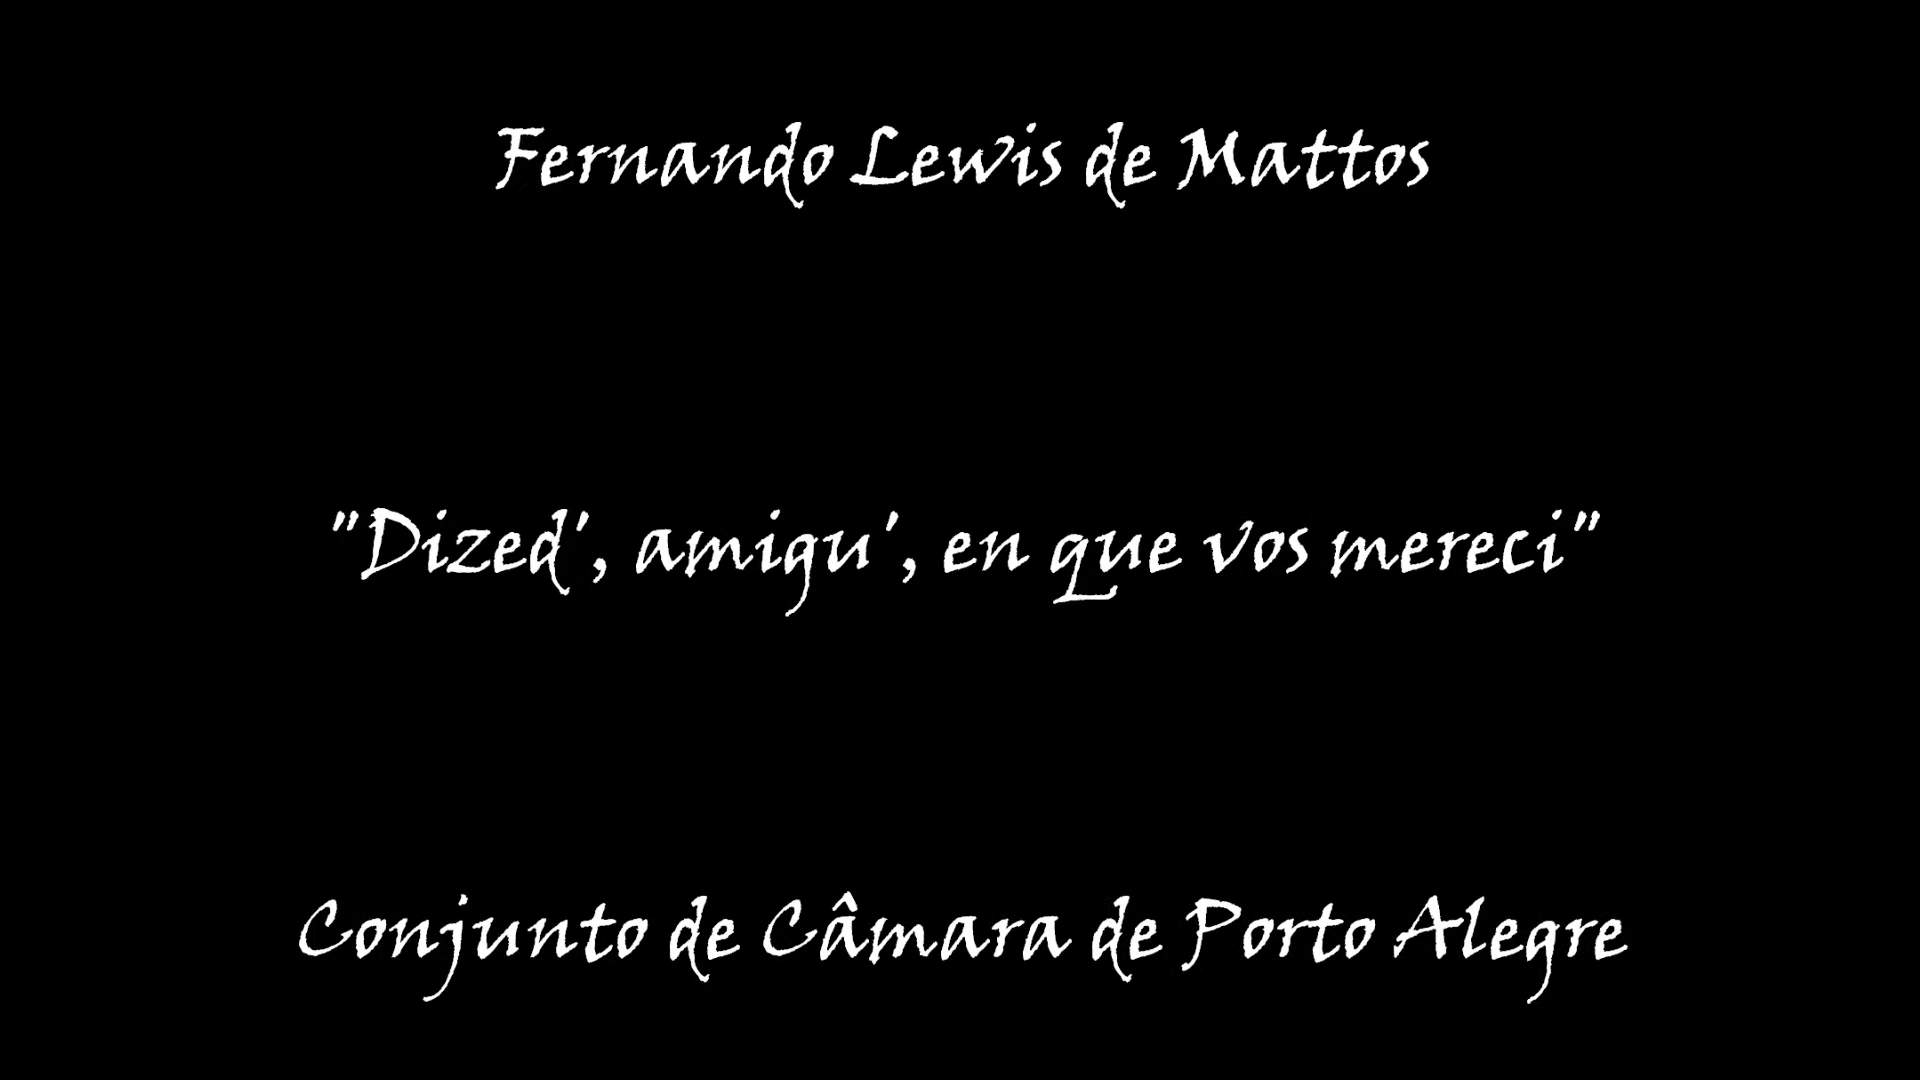 Fernando Lewis de Mattos
"Dized', amigu', en que vos mereci"
Conjunto de Câmara de Porto Alegre